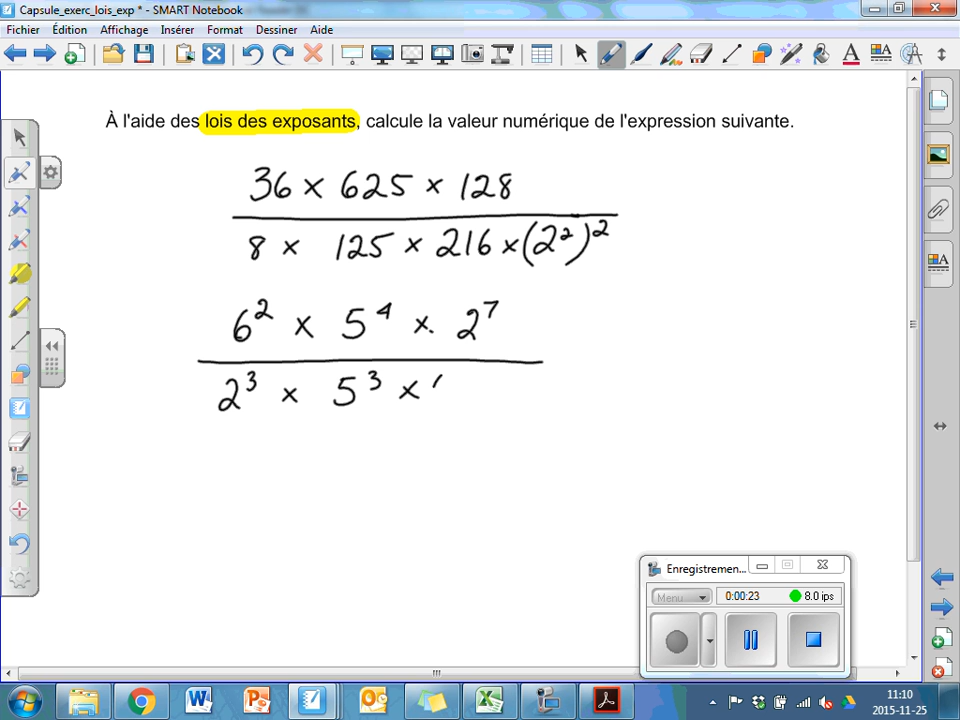 Capsule_exerc_lois_exp * - SMART Notebook
Fichier Édition Affichage Insérer Format Dessiner Aide
À l'aide des lois des exposants, calcule la valeur numérique de l'expression suivante.
36 × 625 × 128
8 × 125 × 216 × (2²)²
6² × 5⁴ × 2⁷
2³ × 5³ ×
Enregistremen...
Menu 0:00:23 8.0 ips
11:10
2015-11-25